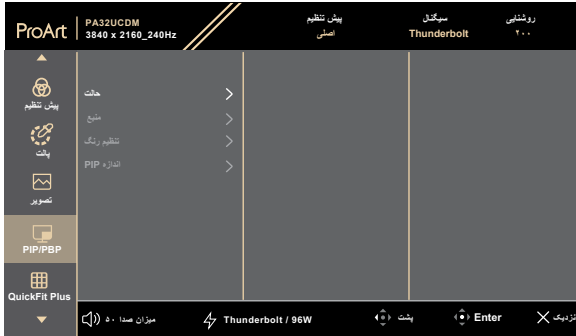 ProArt
PA32UCDM
3840 x 2160_240Hz
پیش تنظیم
اصلی
سیگنال
Thunderbolt
روشنایی
۲۰۰
پیش تنظیم
پالت
تصویر
PIP/PBP
QuickFit Plus
حالت
منبع
تنظیم رنگ
اندازه PIP
میزان صدا ۵۰
Thunderbolt / 96W
پشت
Enter
نزدیک